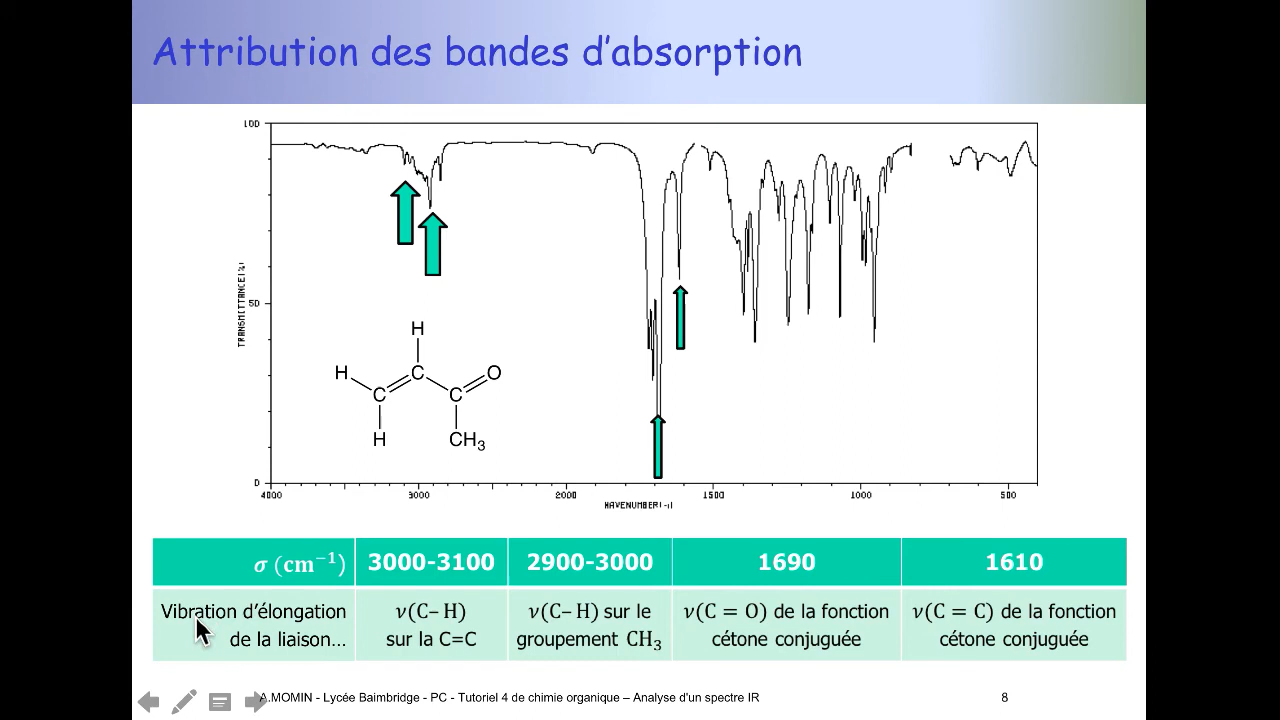 Attribution des bandes d'absorption
100
50
0
TRANSMITTANCE(%)
H
H
C
O
C
C
H
CH₃
4000
3000
2000
1500
1000
500
σ (cm⁻¹)
3000-3100
2900-3000
1690
1610
Vibration d'élongation
de la liaison…
ν(C– H)
sur la C=C
ν(C– H) sur le
groupement CH₃
ν(C = O) de la fonction
cétone conjuguée
ν(C = C) de la fonction
cétone conjuguée
A.MOMIN - Lycée Baimbridge - PC - Tutoriel 4 de chimie organique – Analyse d'un spectre IR
8